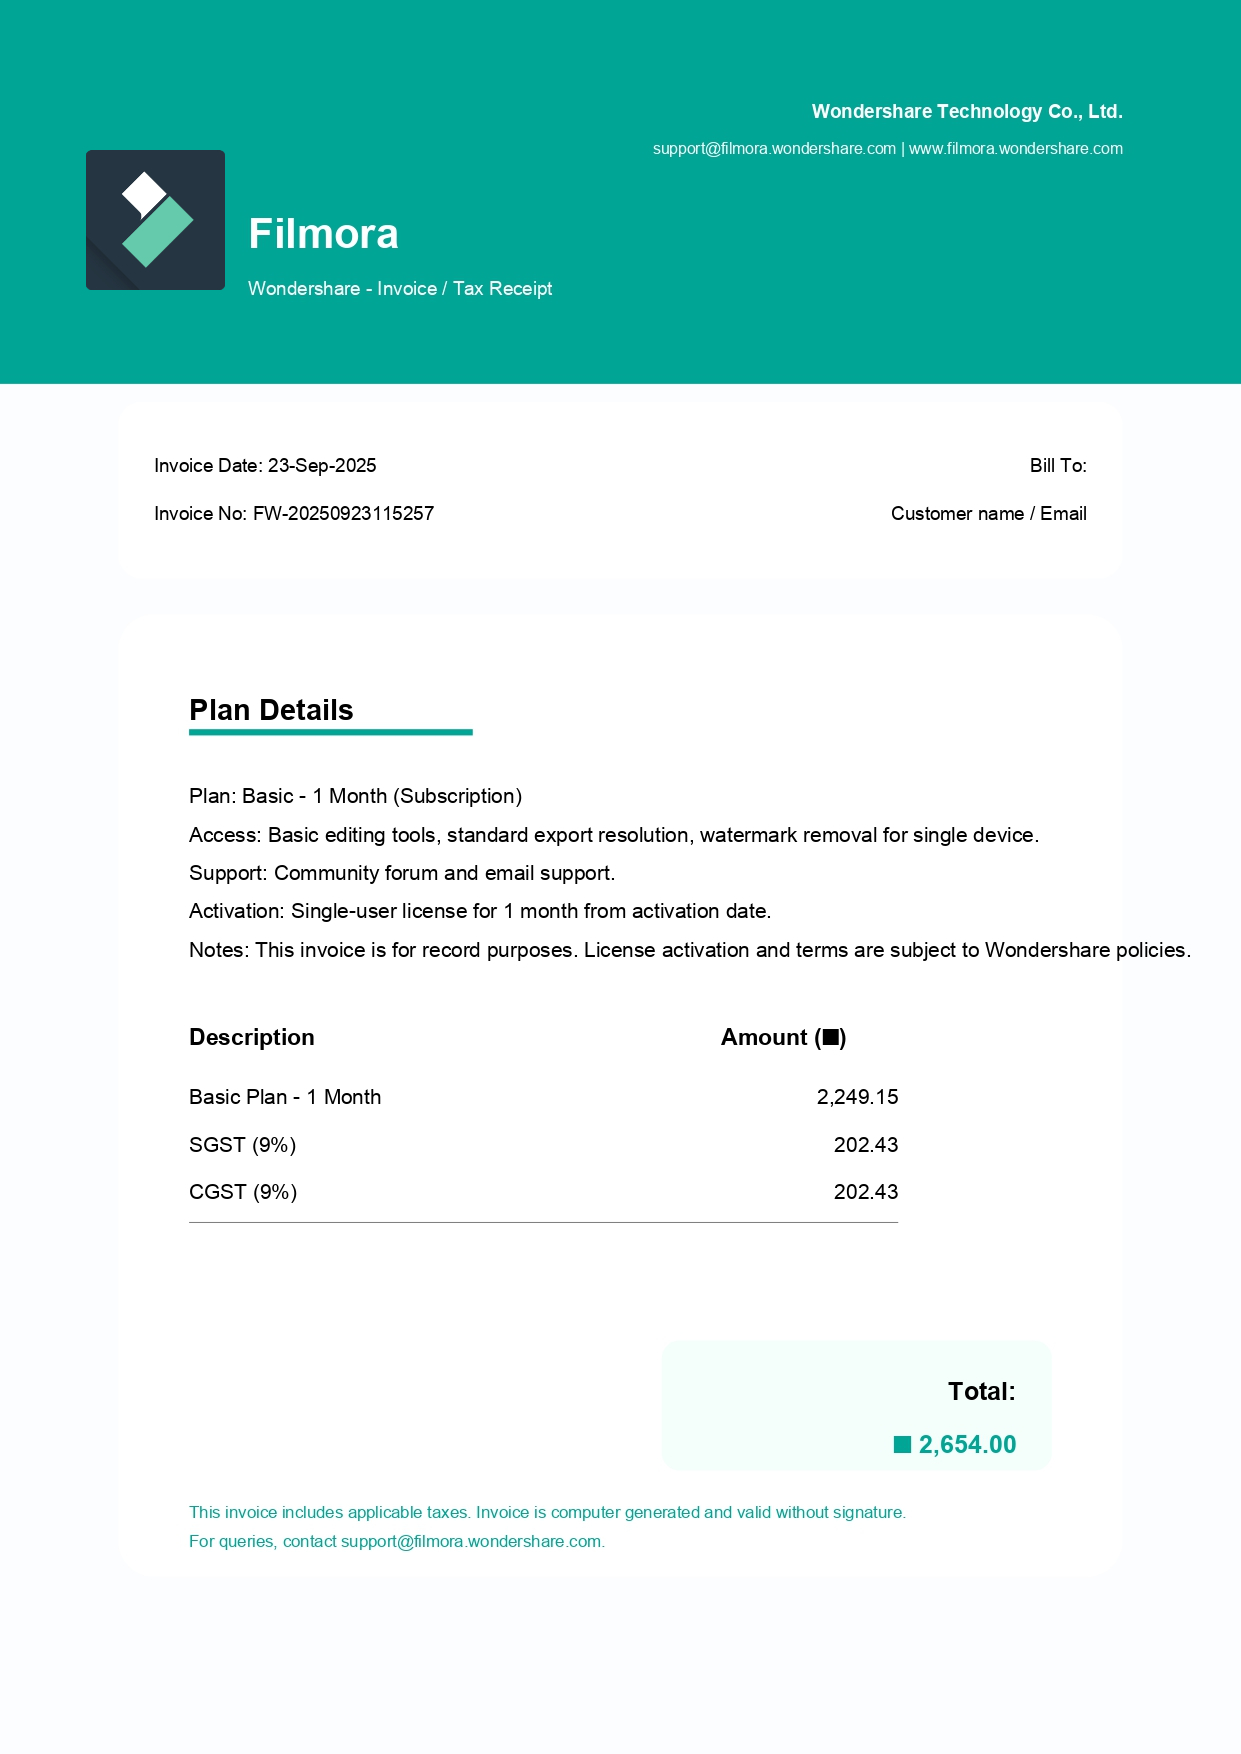 Wondershare Technology Co., Ltd.
support@filmora.wondershare.com | www.filmora.wondershare.com
Filmora
Wondershare - Invoice / Tax Receipt
Invoice Date: 23-Sep-2025
Bill To:
Invoice No: FW-20250923115257
Customer name / Email
Plan Details
Plan: Basic - 1 Month (Subscription)
Access: Basic editing tools, standard export resolution, watermark removal for single device.
Support: Community forum and email support.
Activation: Single-user license for 1 month from activation date.
Notes: This invoice is for record purposes. License activation and terms are subject to Wondershare policies.
Description Amount (■)
Basic Plan - 1 Month 2,249.15
SGST (9%) 202.43
CGST (9%) 202.43
Total:
■ 2,654.00
This invoice includes applicable taxes. Invoice is computer generated and valid without signature.
For queries, contact support@filmora.wondershare.com.